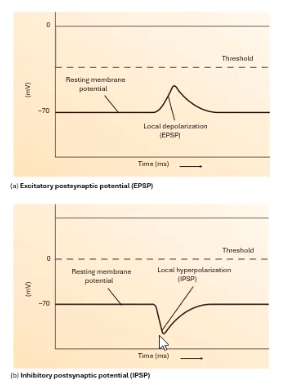 0
Threshold
Resting membrane
potential
(mV)
–70
Local depolarization
(EPSP)
Time (ms)
(a) Excitatory postsynaptic potential (EPSP)
Threshold
0
Resting membrane
potential
Local hyperpolarization
(IPSP)
(mV)
–70
Time (ms)
(b) Inhibitory postsynaptic potential (IPSP)